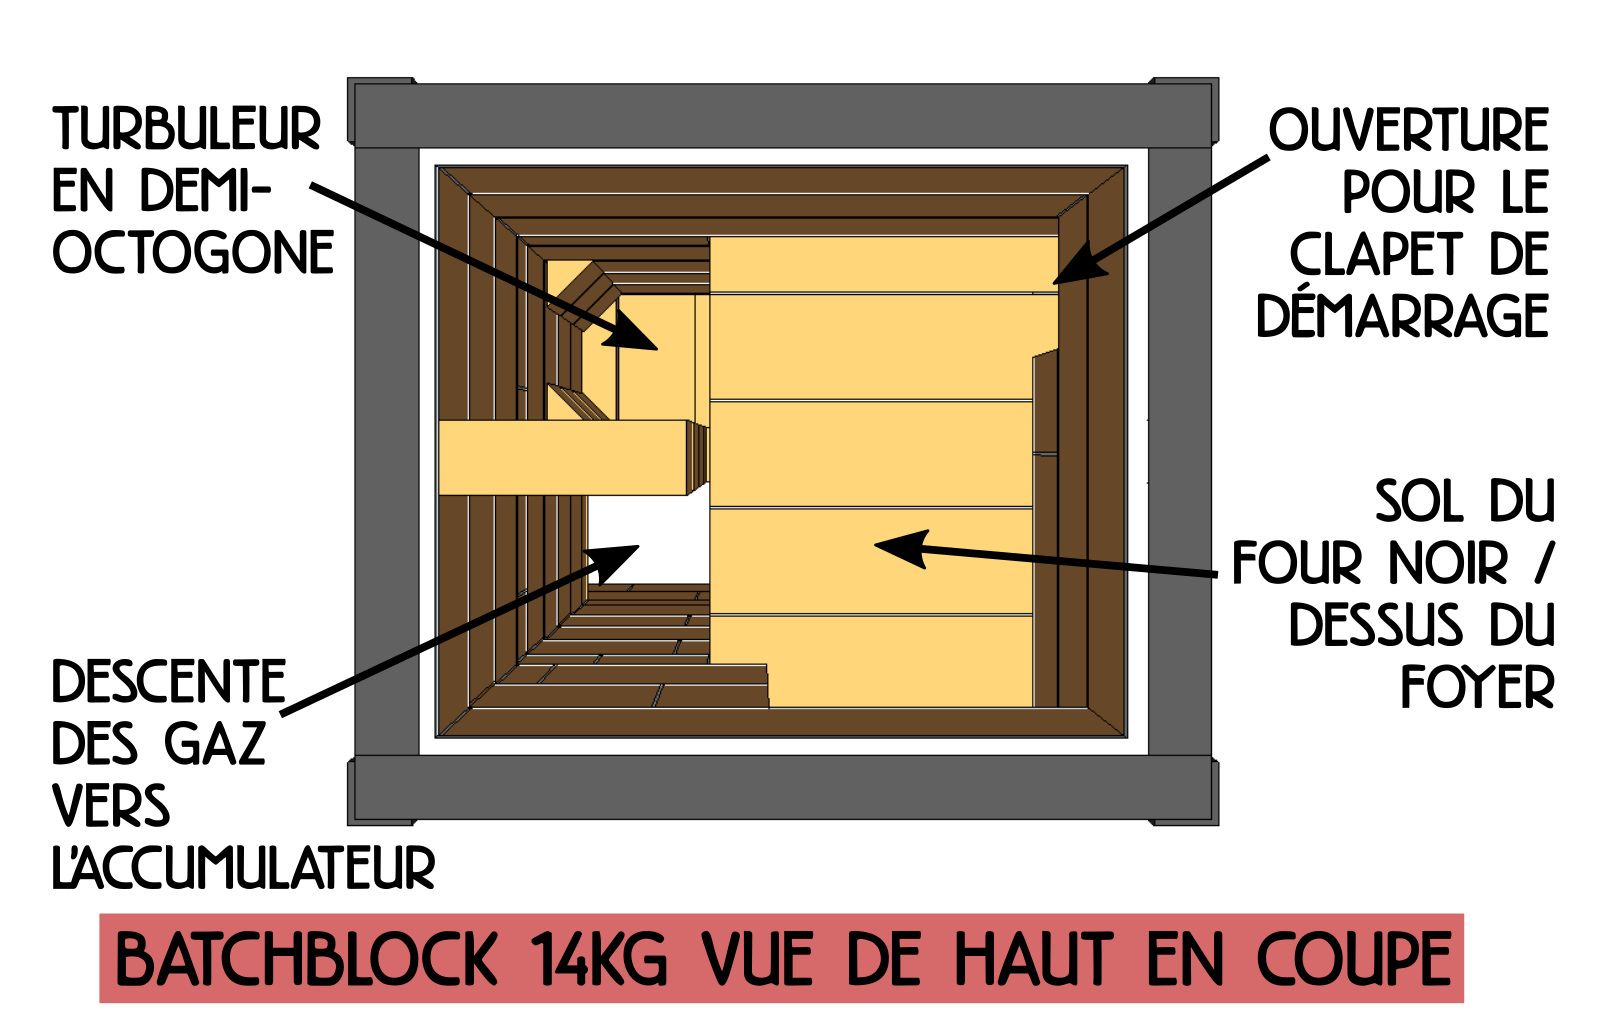 TURBULEUR
EN DEMI-
OCTOGONE
OUVERTURE
POUR LE
CLAPET DE
DÉMARRAGE
SOL DU
FOUR NOIR /
DESSUS DU
FOYER
DESCENTE
DES GAZ
VERS
L'ACCUMULATEUR
BATCHBLOCK 14KG VUE DE HAUT EN COUPE